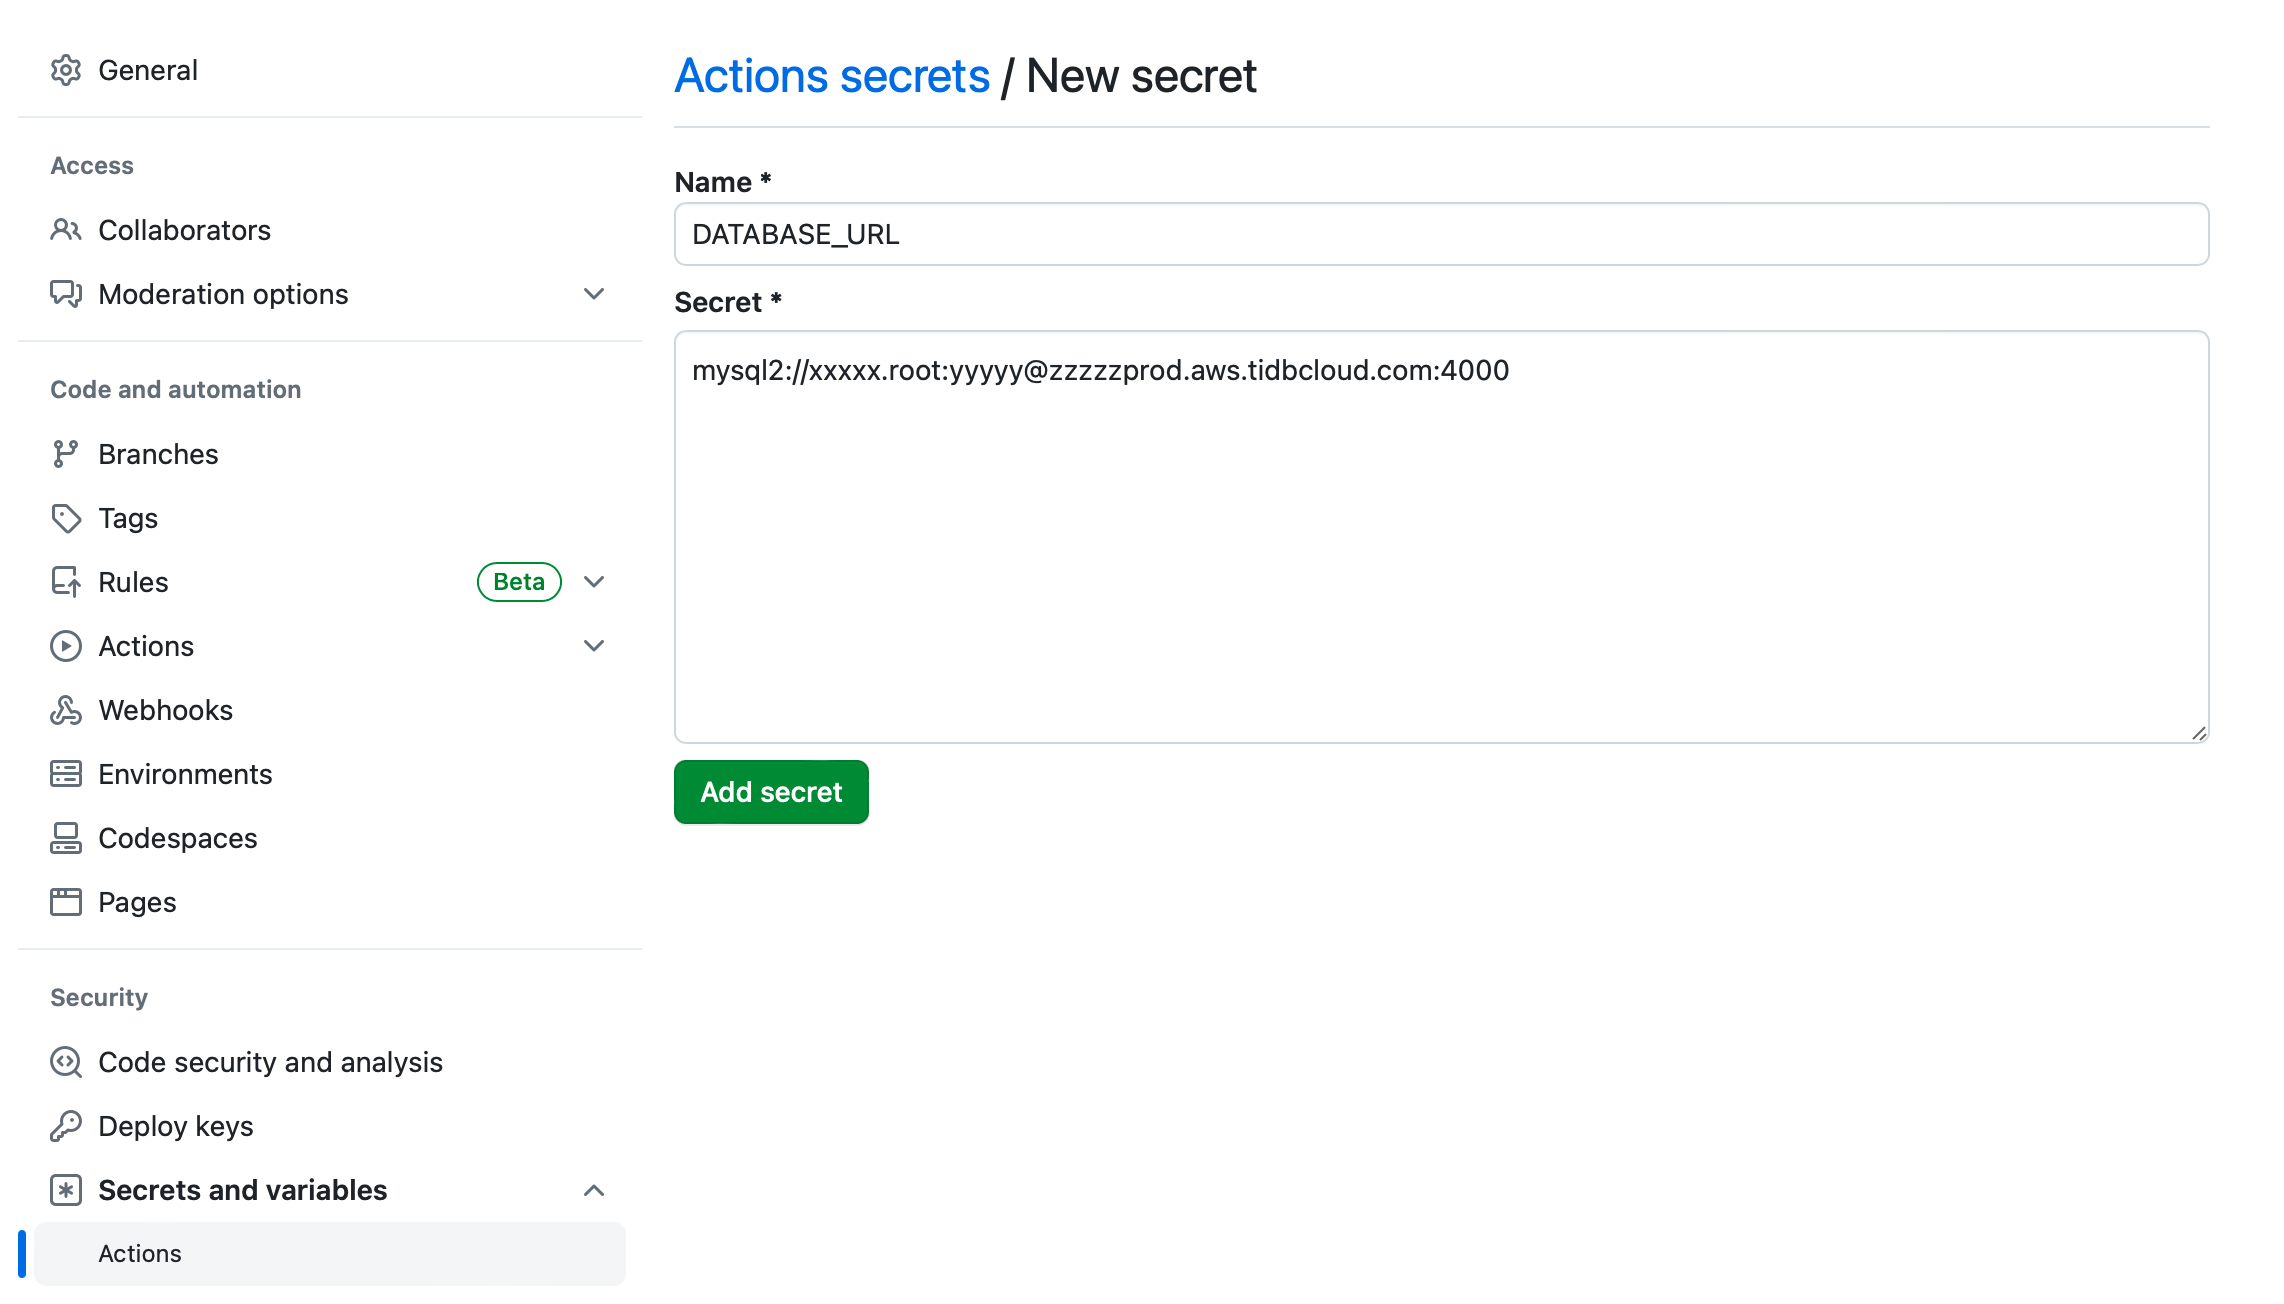 General
Access
Collaborators
Moderation options
Code and automation
Branches
Tags
Rules Beta
Actions
Webhooks
Environments
Codespaces
Pages
Security
Code security and analysis
Deploy keys
Secrets and variables
Actions
Actions secrets / New secret
Name *
DATABASE_URL
Secret *
mysql2://xxxxx.root:yyyyy@zzzzzprod.aws.tidbcloud.com:4000
Add secret